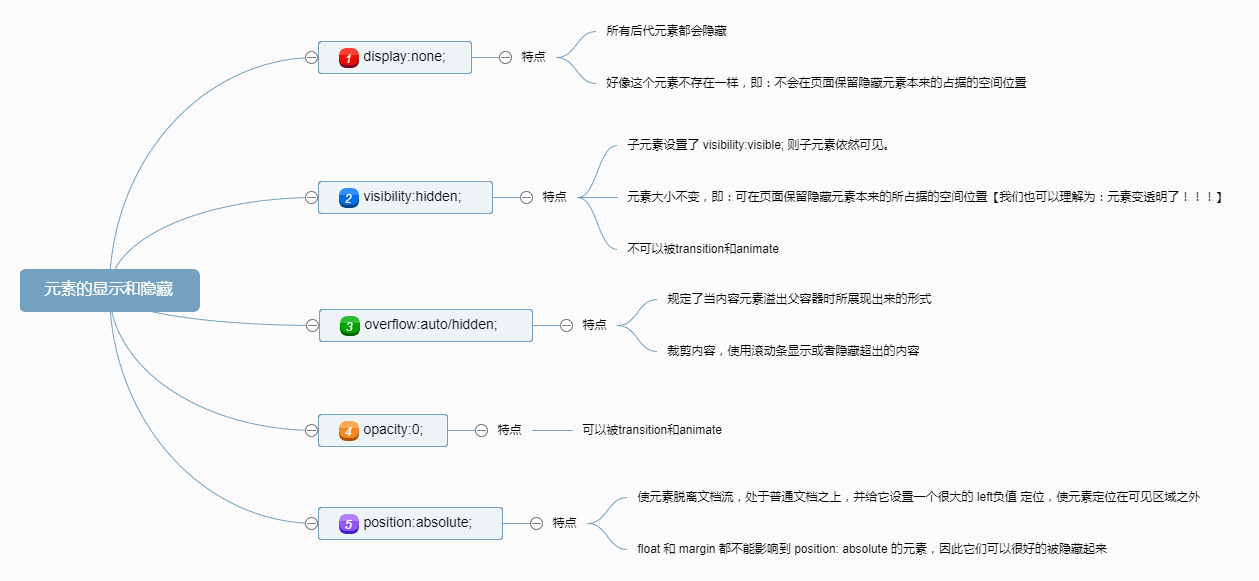 元素的显示和隐藏
1 display:none;
特点
所有后代元素都会隐藏
好像这个元素不存在一样，即：不会在页面保留隐藏元素本来的占据的空间位置
2 visibility:hidden;
特点
子元素设置了 visibility:visible; 则子元素依然可见。
元素大小不变，即：可在页面保留隐藏元素本来的所占据的空间位置【我们也可以理解为：元素变透明了！！！】
不可以被transition和animate
3 overflow:auto/hidden;
特点
规定了当内容元素溢出父容器时所展现出来的形式
裁剪内容，使用滚动条显示或者隐藏超出的内容
4 opacity:0;
特点
可以被transition和animate
5 position:absolute;
特点
使元素脱离文档流，处于普通文档之上，并给它设置一个很大的 left负值 定位，使元素定位在可见区域之外
float 和 margin 都不能影响到 position: absolute 的元素，因此它们可以很好的被隐藏起来